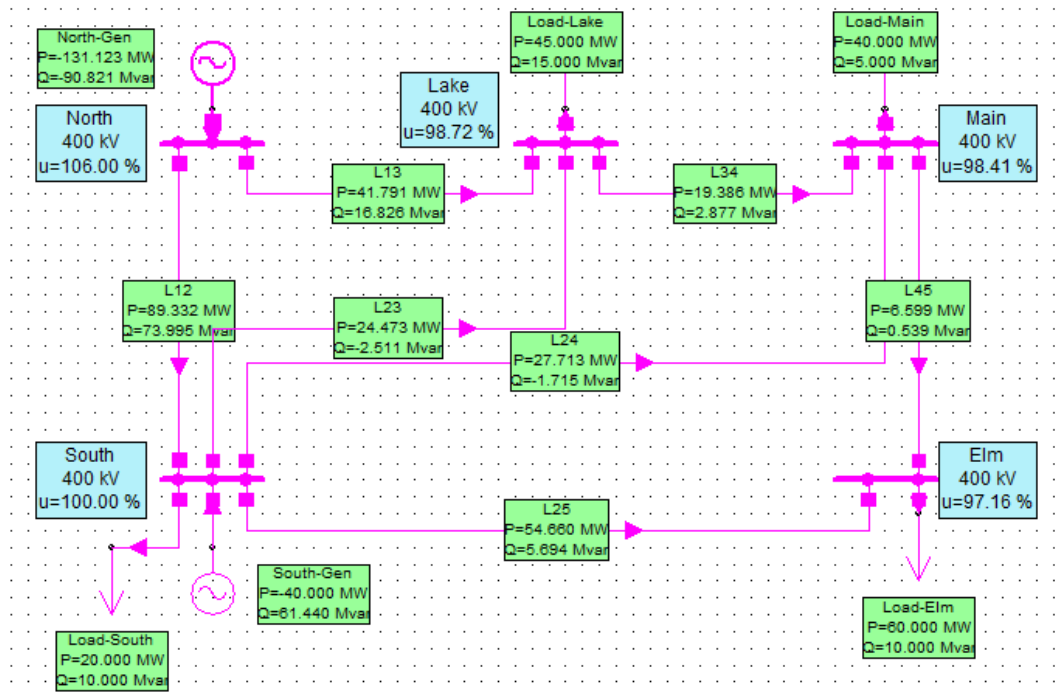 North-Gen
P=-131.123 MW
Q=-90.821 Mvar
Load-Lake
P=45.000 MW
Q=15.000 Mvar
Load-Main
P=40.000 MW
Q=5.000 Mvar
North
400 kV
u=106.00 %
Lake
400 kV
u=98.72 %
Main
400 kV
u=98.41 %
L13
P=41.791 MW
Q=16.826 Mvar
L34
P=19.386 MW
Q=2.877 Mvar
L12
P=89.332 MW
Q=73.995 Mvar
L23
P=24.473 MW
Q=-2.511 Mvar
L24
P=27.713 MW
Q=-1.715 Mvar
L45
P=6.599 MW
Q=0.539 Mvar
South
400 kV
u=100.00 %
Elm
400 kV
u=97.16 %
L25
P=54.660 MW
Q=5.694 Mvar
South-Gen
P=-40.000 MW
Q=61.440 Mvar
Load-South
P=20.000 MW
Q=10.000 Mvar
Load-Elm
P=60.000 MW
Q=10.000 Mvar